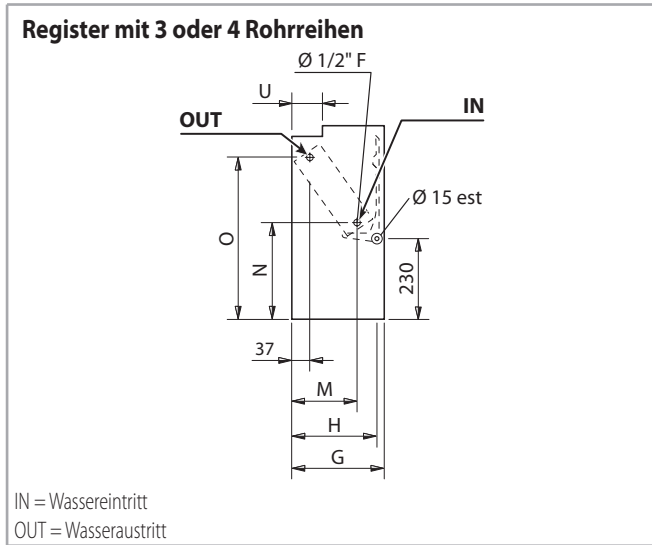 Register mit 3 oder 4 Rohrreihen
Ø 1/2" F
U
IN
OUT
Ø 15 est
O
N
230
37
M
H
G
IN = Wassereintritt
OUT = Wasseraustritt